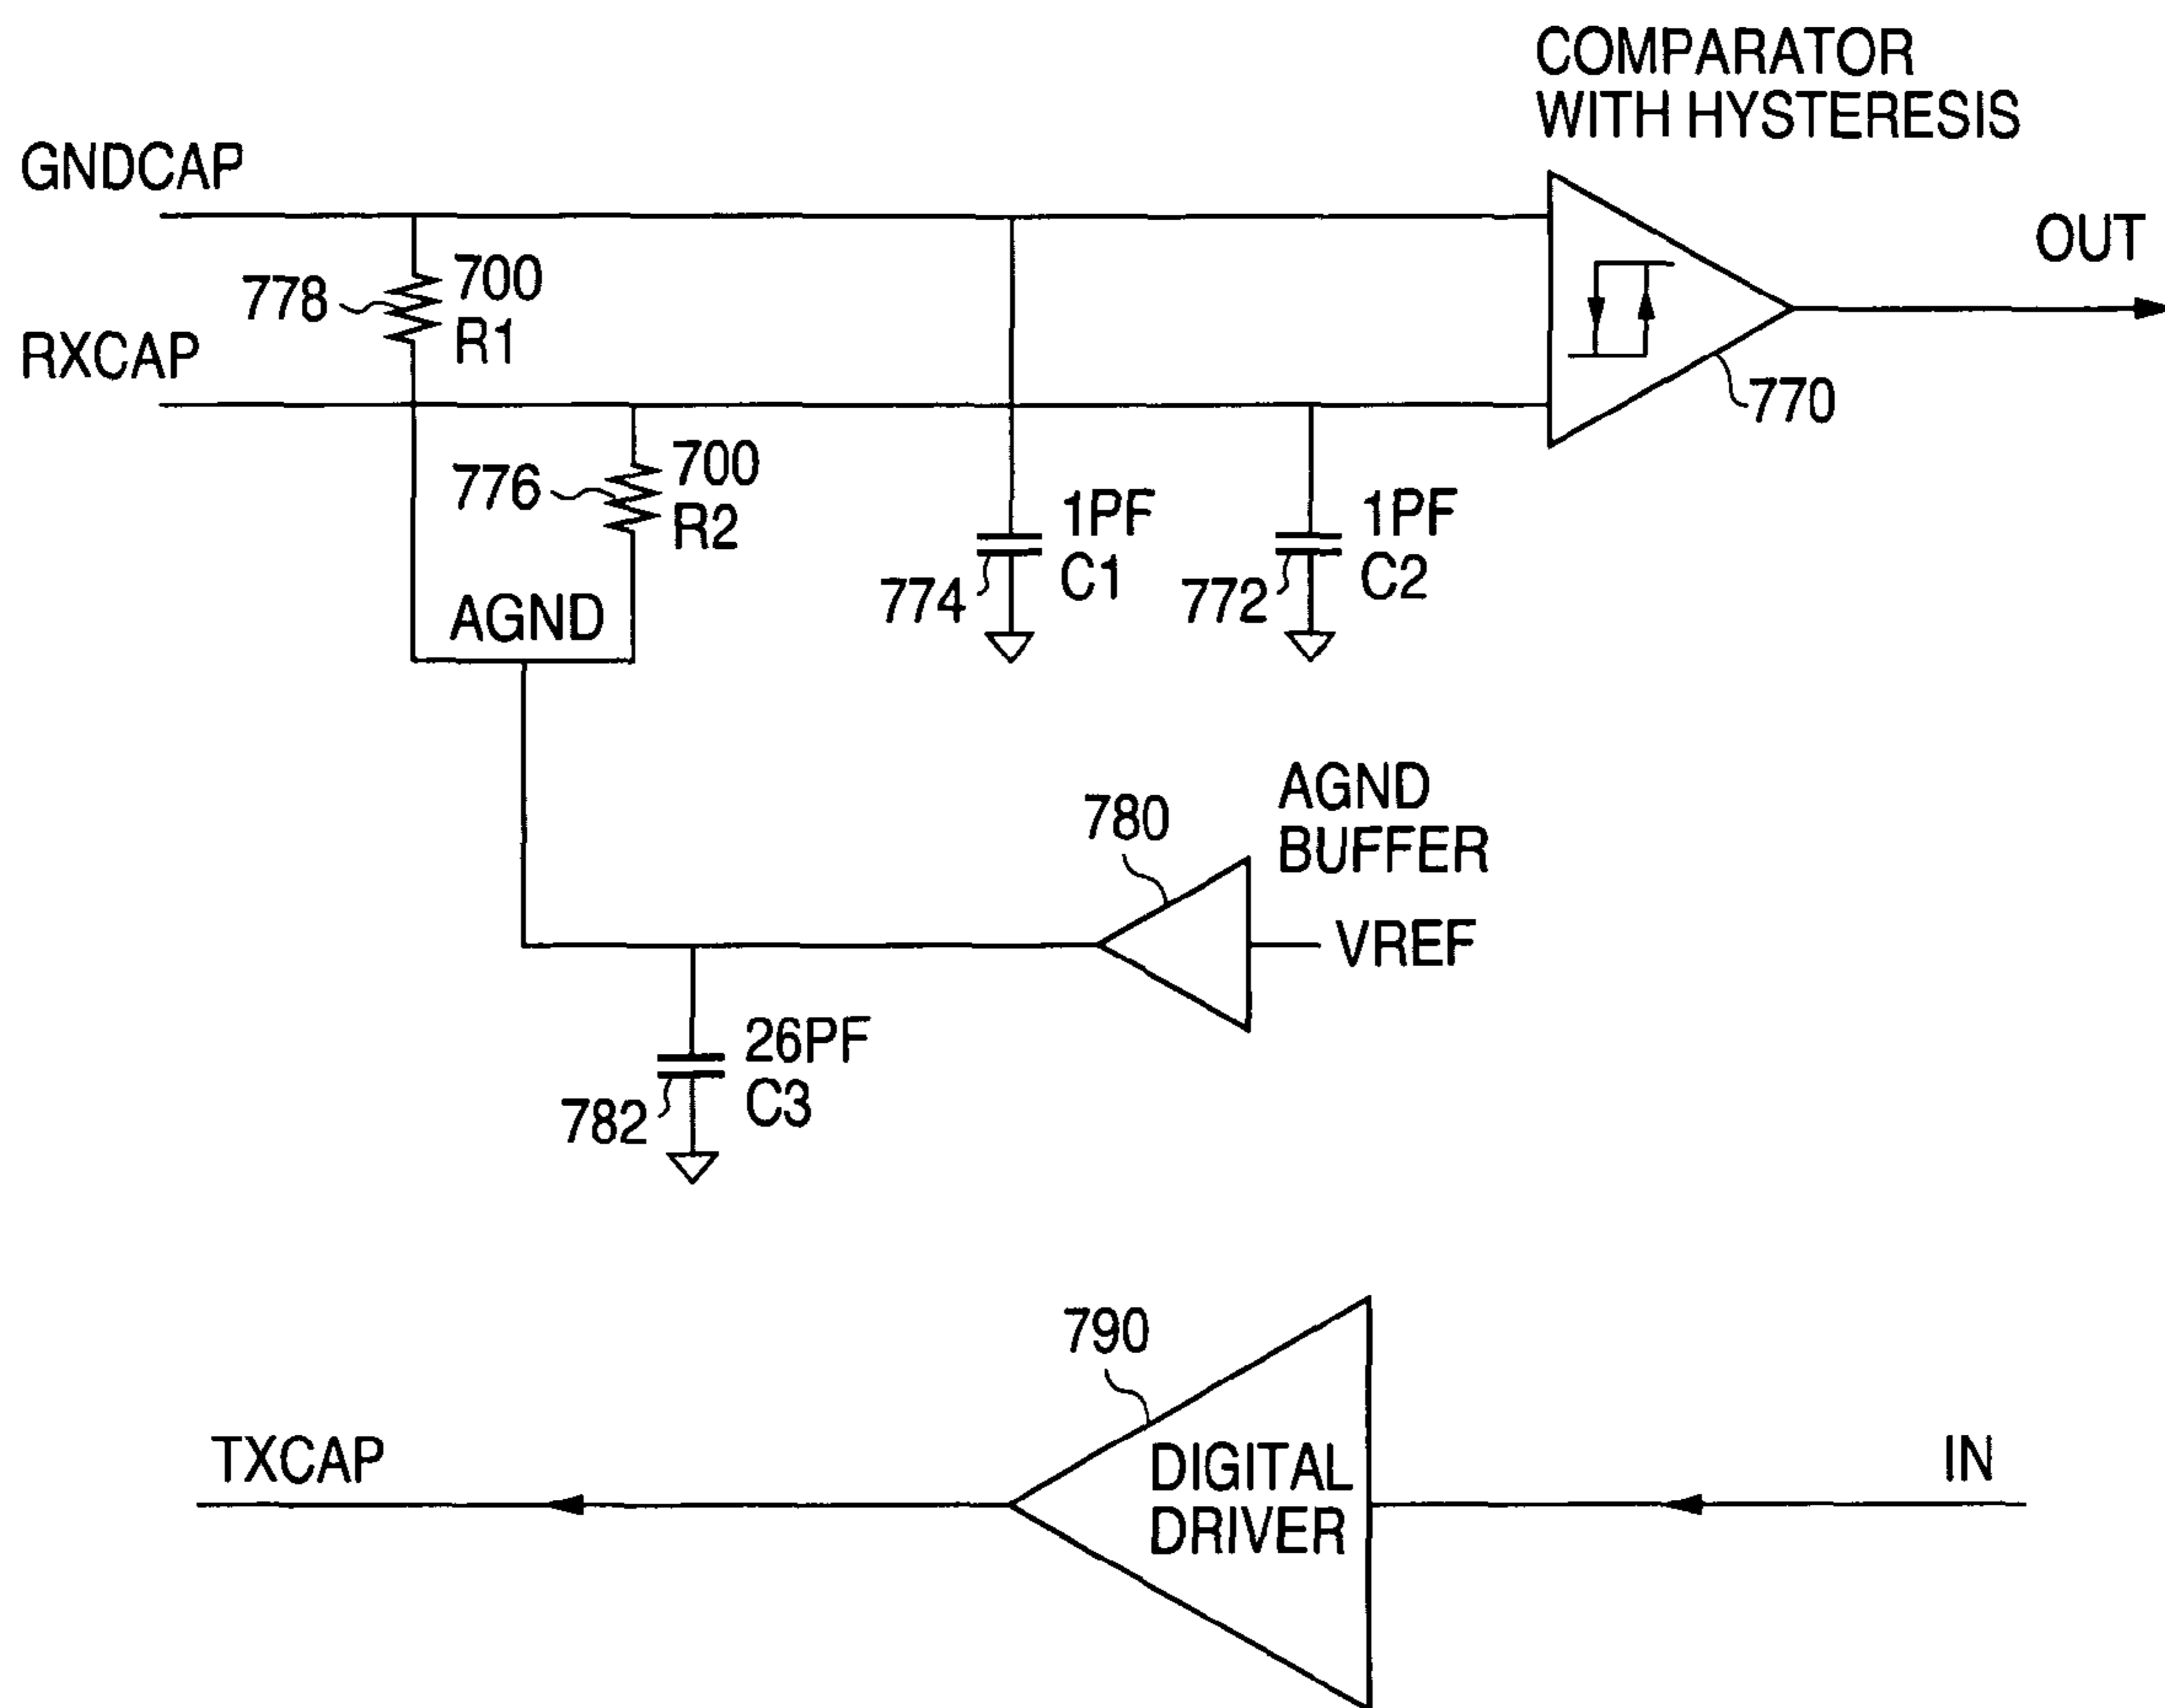 COMPARATOR
WITH HYSTERESIS
GNDCAP
OUT
778
700
R1
RXCAP
770
776
700
R2
1PF
C1
774
1PF
C2
772
AGND
780
AGND
BUFFER
VREF
26PF
C3
782
790
TXCAP
DIGITAL
DRIVER
IN